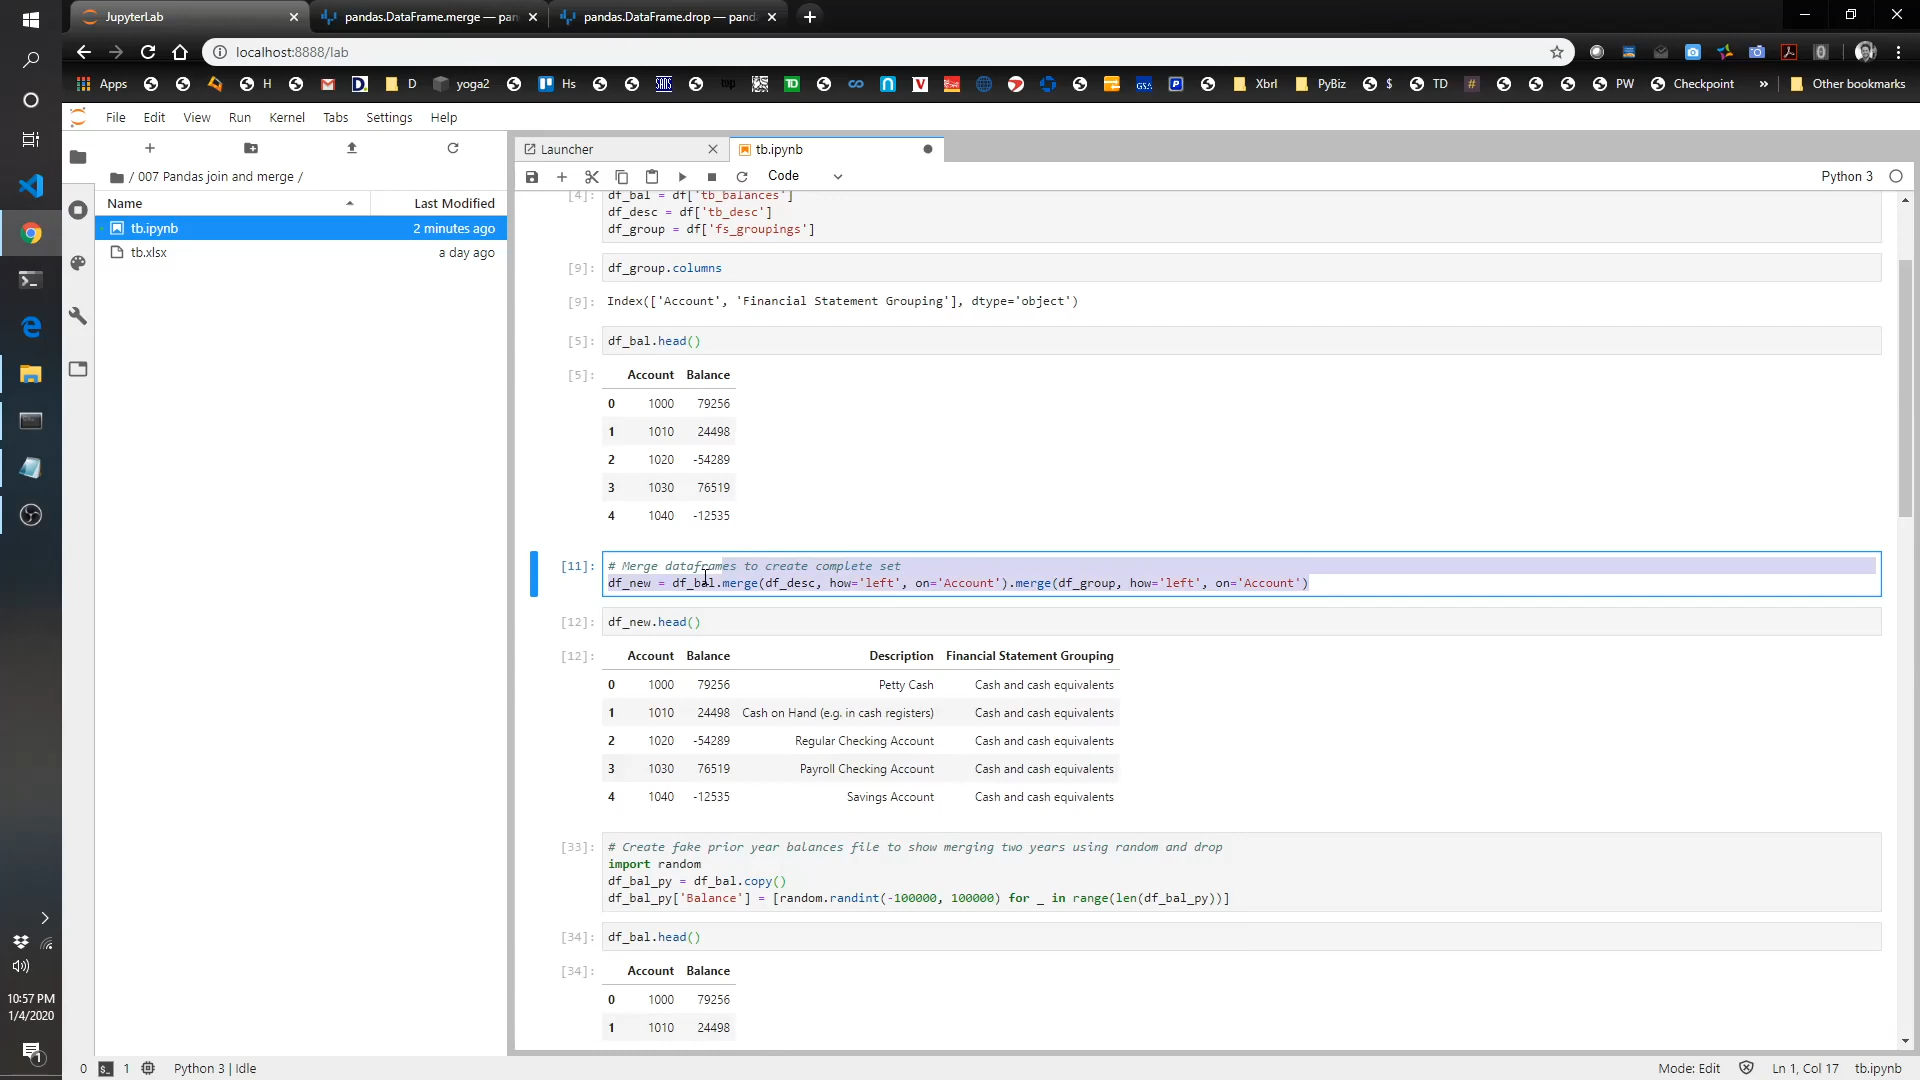 JupyterLab
pandas.DataFrame.merge — pan
pandas.DataFrame.drop — panda
localhost:8888/lab
Apps H D yoga2 Hs SANS top TD GSA Xbrl PyBiz $ TD # PW Checkpoint » Other bookmarks
File Edit View Run Kernel Tabs Settings Help
Launcher
tb.ipynb
/ 007 Pandas join and merge /
Code
Python 3
Name
Last Modified
tb.ipynb
2 minutes ago
tb.xlsx
a day ago
[4]: df_bal = df['tb_balances']
df_desc = df['tb_desc']
df_group = df['fs_groupings']
[9]: df_group.columns
[9]: Index(['Account', 'Financial Statement Grouping'], dtype='object')
[5]: df_bal.head()
[5]: Account Balance
0 1000 79256
1 1010 24498
2 1020 -54289
3 1030 76519
4 1040 -12535
[11]: # Merge dataframes to create complete set
df_new = df_bal.merge(df_desc, how='left', on='Account').merge(df_group, how='left', on='Account')
[12]: df_new.head()
[12]: Account Balance Description Financial Statement Grouping
0 1000 79256 Petty Cash Cash and cash equivalents
1 1010 24498 Cash on Hand (e.g. in cash registers) Cash and cash equivalents
2 1020 -54289 Regular Checking Account Cash and cash equivalents
3 1030 76519 Payroll Checking Account Cash and cash equivalents
4 1040 -12535 Savings Account Cash and cash equivalents
[33]: # Create fake prior year balances file to show merging two years using random and drop
import random
df_bal_py = df_bal.copy()
df_bal_py['Balance'] = [random.randint(-100000, 100000) for _ in range(len(df_bal_py))]
[34]: df_bal.head()
[34]: Account Balance
0 1000 79256
1 1010 24498
10:57 PM
1/4/2020
1
0 1 Python 3 | Idle
Mode: Edit Ln 1, Col 17 tb.ipynb